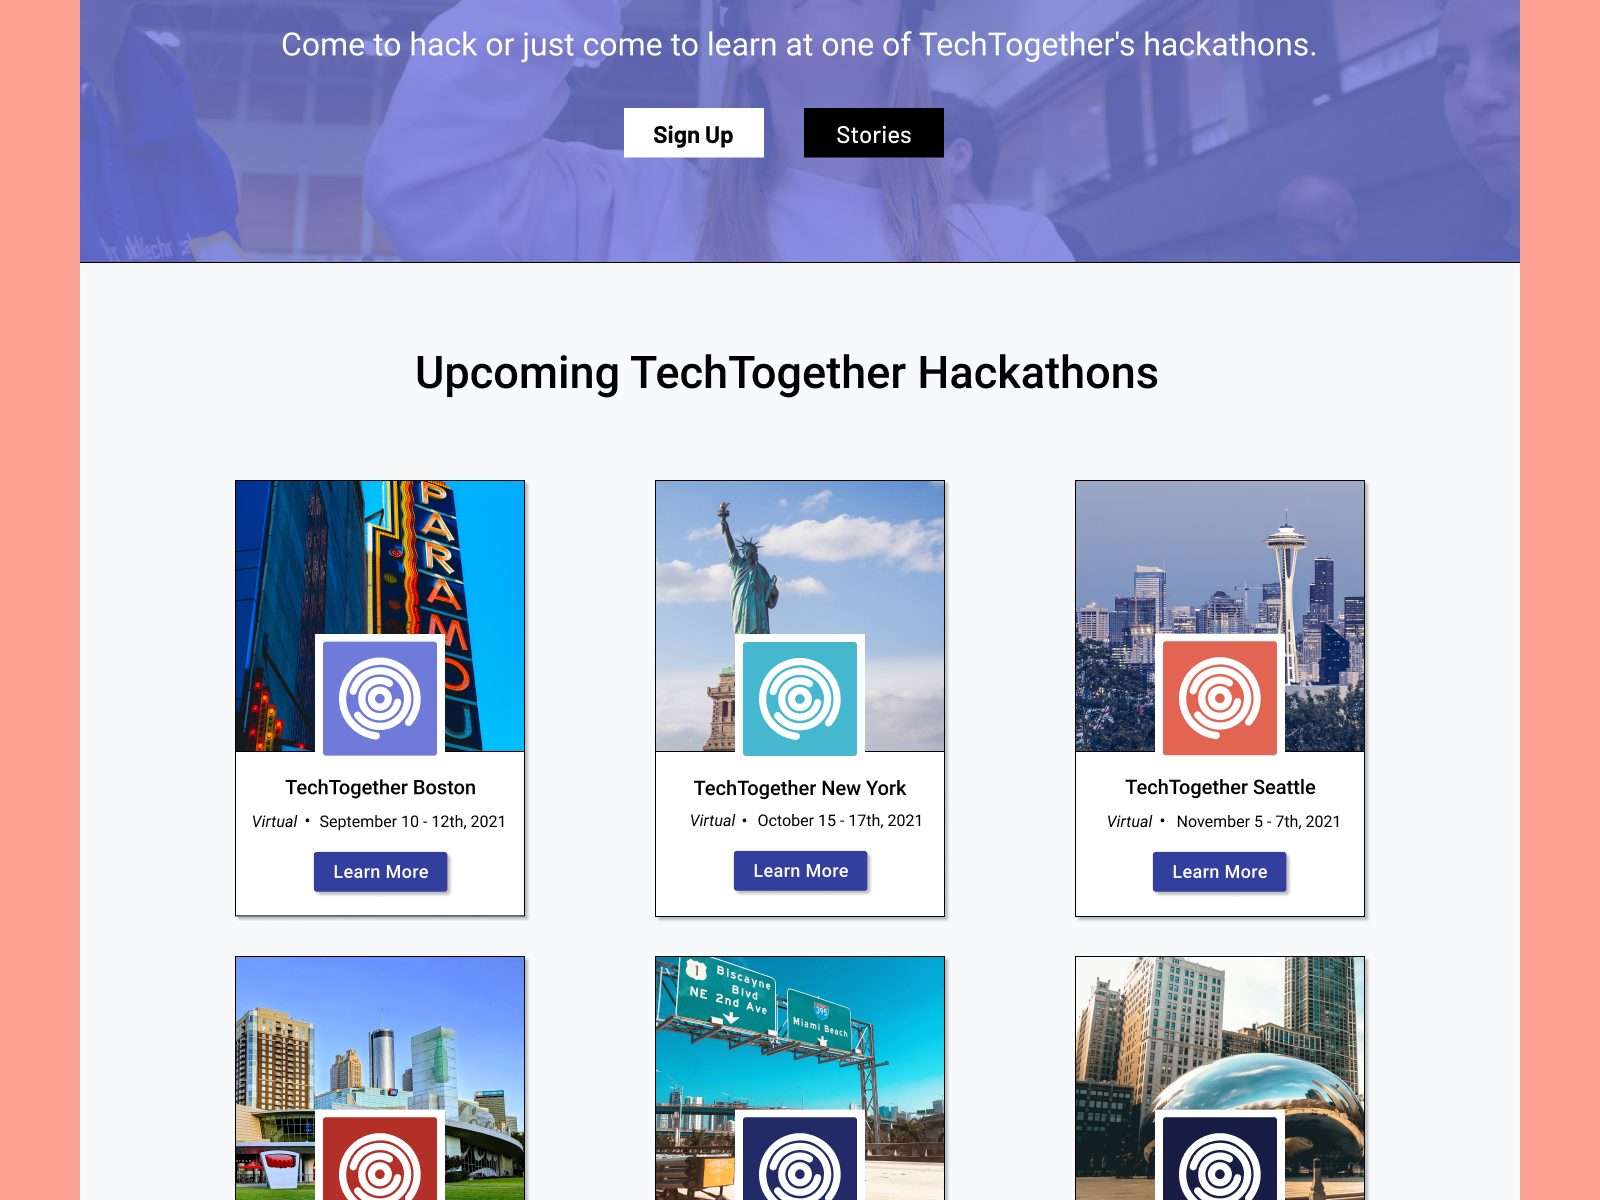 Come to hack or just come to learn at one of TechTogether's hackathons.
Sign Up
Stories
Upcoming TechTogether Hackathons
PARAMOU
TechTogether Boston
Virtual • September 10 - 12th, 2021
Learn More
TechTogether New York
Virtual • October 15 - 17th, 2021
Learn More
TechTogether Seattle
Virtual • November 5 - 7th, 2021
Learn More
1 Biscayne
Blvd
NE 2nd Ave
395
Miami Beach